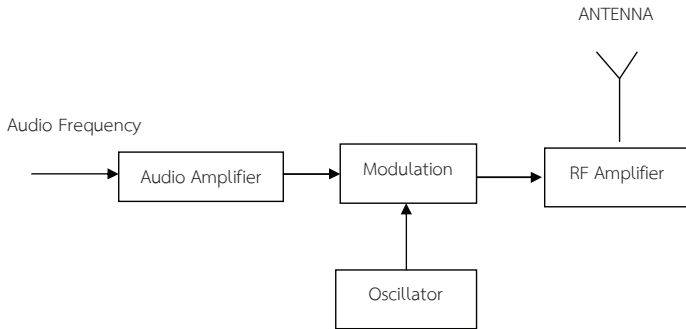 ANTENNA
Audio Frequency
Audio Amplifier
Modulation
RF Amplifier
Oscillator